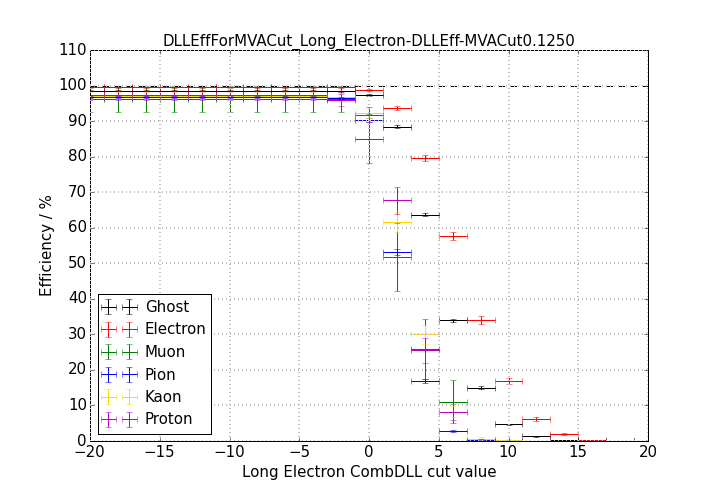 DLLEffForMVACut_Long_Electron-DLLEff-MVACut0.1250
110
100
90
80
70
60
50
40
30
20
10
0
Efficiency / %
Ghost
Electron
Muon
Pion
Kaon
Proton
−20 −15 −10 −5 0 5 10 15 20
Long Electron CombDLL cut value